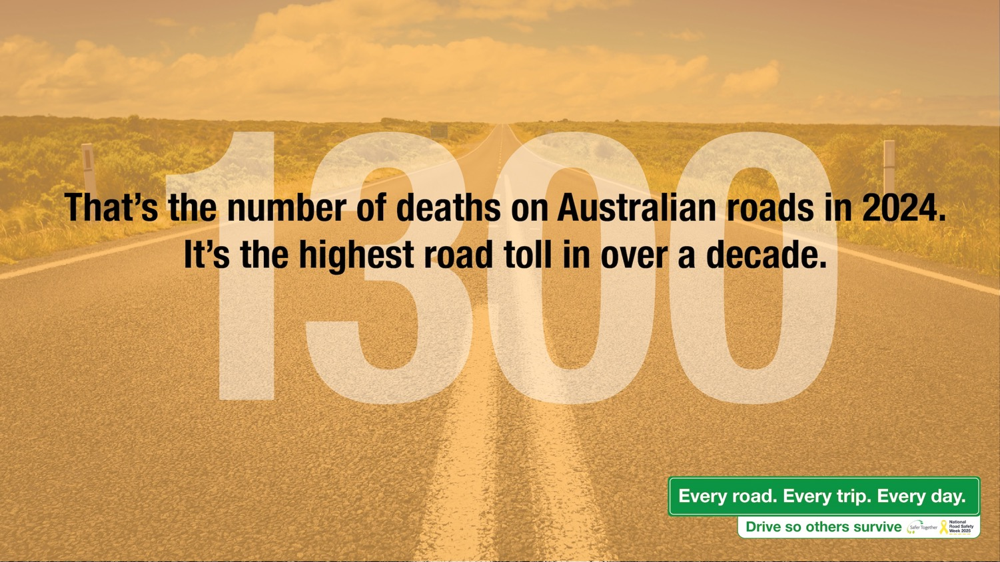 1300
That's the number of deaths on Australian roads in 2024.
It's the highest road toll in over a decade.
Every road. Every trip. Every day.
Drive so others survive
Safer Together
National
Road Safety
Week 2025